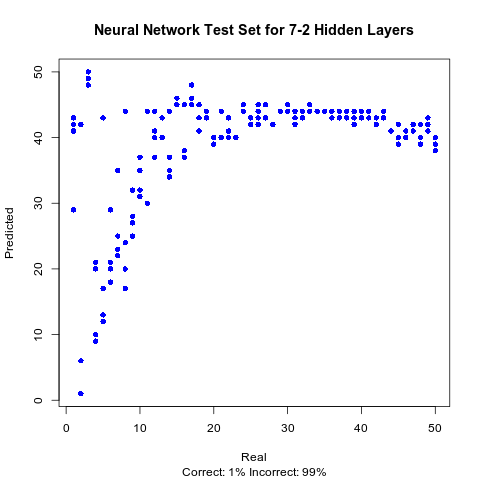 Neural Network Test Set for 7-2 Hidden Layers
50
40
30
20
10
0
Predicted
0 10 20 30 40 50
Real
Correct: 1% Incorrect: 99%